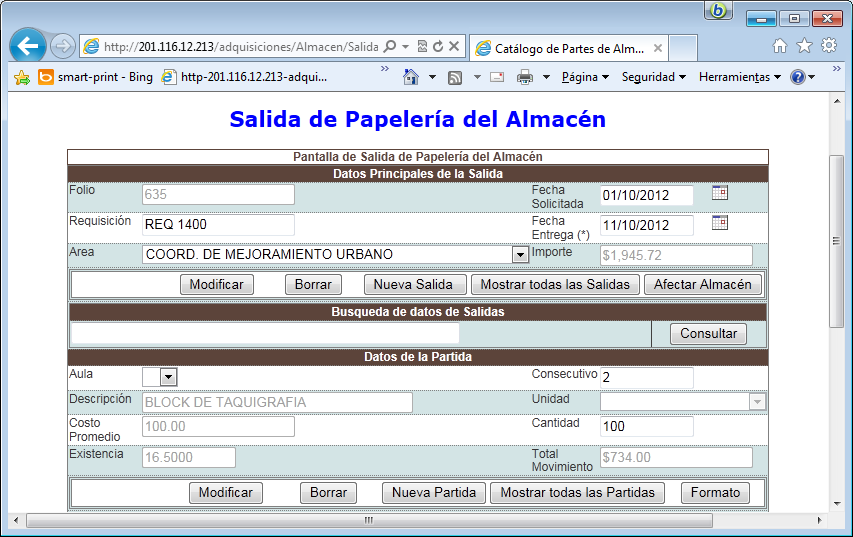 http://201.116.12.213/adquisiciones/Almacen/Salida
Catálogo de Partes de Alm...
smart-print - Bing
http-201.116.12.213-adqui...
Página
Seguridad
Herramientas
Salida de Papelería del Almacén
Pantalla de Salida de Papelería del Almacén
Datos Principales de la Salida
Folio 635 Fecha Solicitada 01/10/2012
Requisición REQ 1400 Fecha Entrega (*) 11/10/2012
Area COORD. DE MEJORAMIENTO URBANO Importe $1,945.72
Modificar Borrar Nueva Salida Mostrar todas las Salidas Afectar Almacén
Busqueda de datos de Salidas
Consultar
Datos de la Partida
Aula Consecutivo 2
Descripción BLOCK DE TAQUIGRAFIA Unidad
Costo Promedio 100.00 Cantidad 100
Existencia 16.5000 Total Movimiento $734.00
Modificar Borrar Nueva Partida Mostrar todas las Partidas Formato